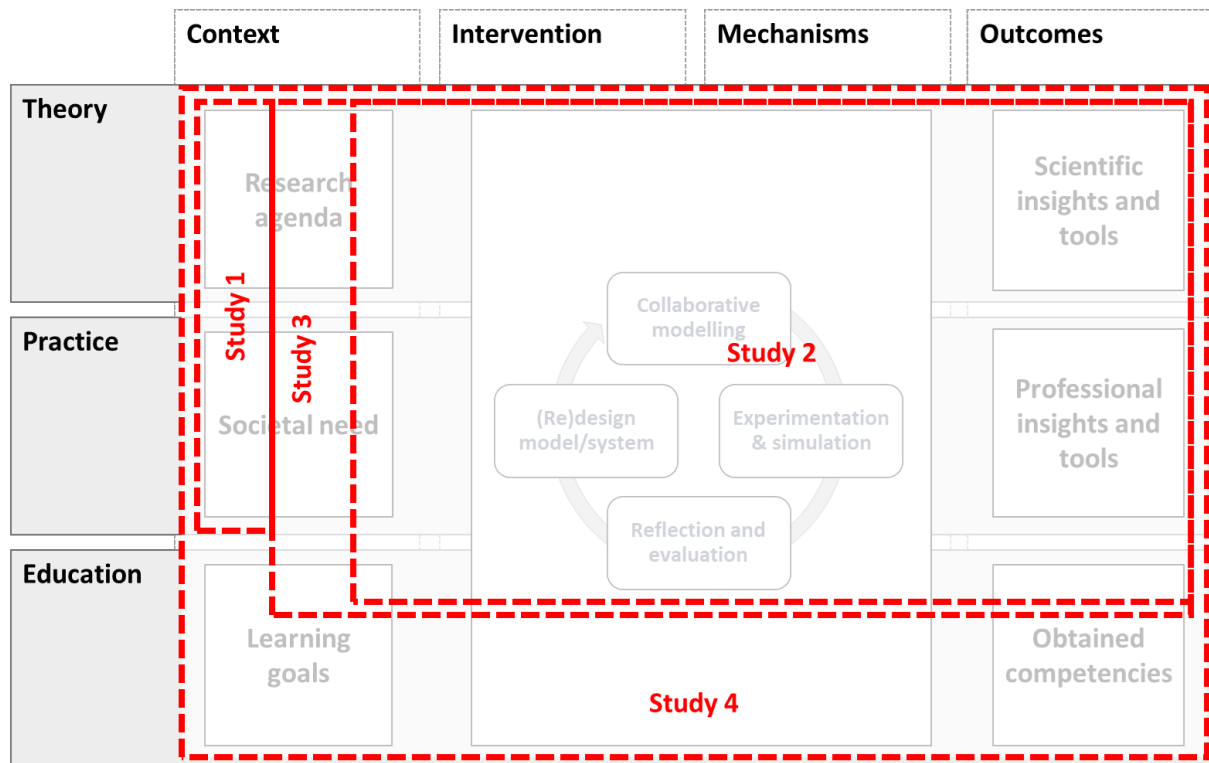 Context
Intervention
Mechanisms
Outcomes
Theory
Research
agenda
Scientific
insights and
tools
Study 1
Study 3
Collaborative
modelling
Study 2
Practice
Societal need
(Re)design
model/system
Experimentation
& simulation
Professional
insights and
tools
Reflection and
evaluation
Education
Learning
goals
Obtained
competencies
Study 4